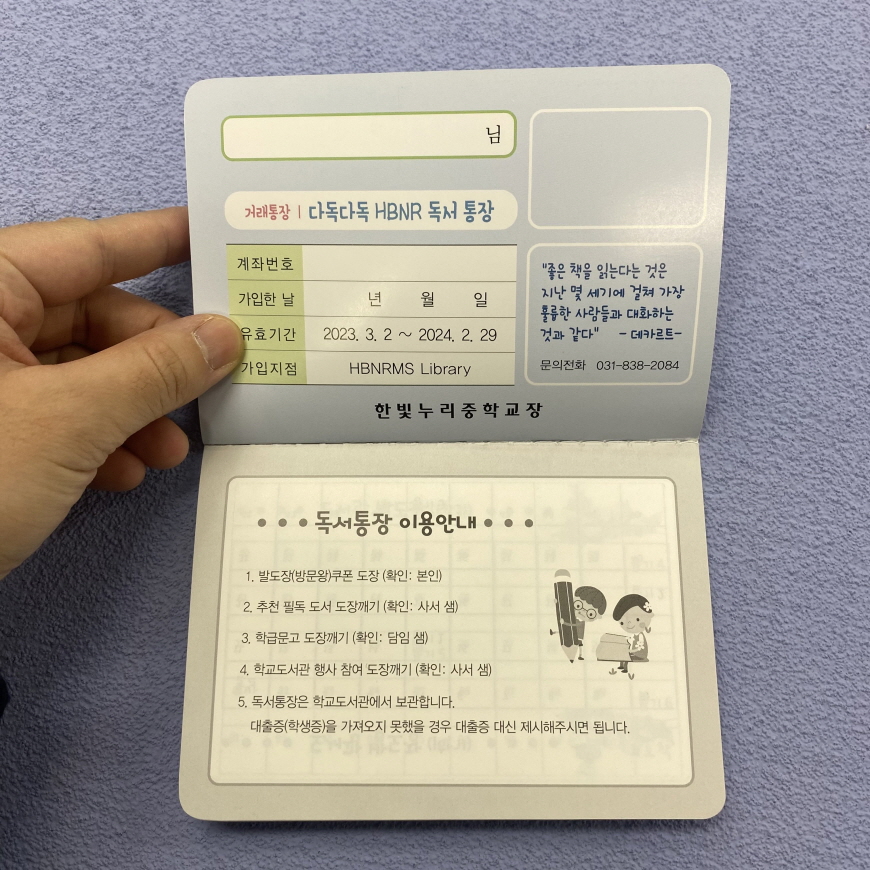 님
거래통장 | 다독다독 HBNR 독서 통장
계좌번호
가입한 날 년 월 일
유효기간 2023. 3. 2 ~ 2024. 2. 29
가입지점 HBNRMS Library
"좋은 책을 읽는다는 것은
지난 몇 세기에 걸쳐 가장
훌륭한 사람들과 대화하는
것과 같다" -데카르트-
문의전화 031-838-2084
한빛누리중학교장
• • • 독서통장 이용안내 • • •
1. 발도장(방문왕)쿠폰 도장 (확인: 본인)
2. 추천 필독 도서 도장깨기 (확인: 사서 샘)
3. 학급문고 도장깨기 (확인: 담임 샘)
4. 학교도서관 행사 참여 도장깨기 (확인: 사서 샘)
5. 독서통장은 학교도서관에서 보관합니다.
대출증(학생증)을 가져오지 못했을 경우 대출증 대신 제시해주시면 됩니다.